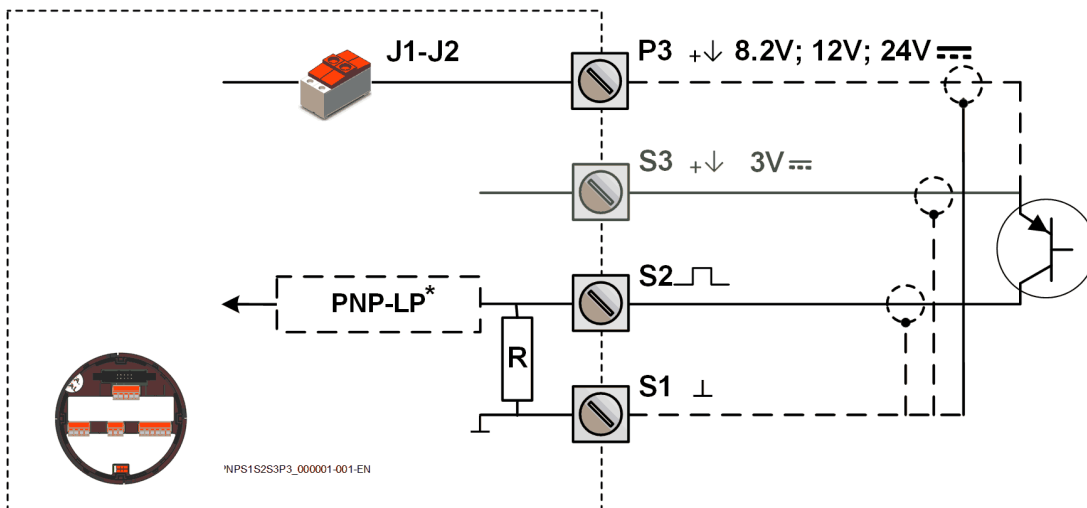 J1-J2
P3 +↓ 8.2V; 12V; 24V
S3 +↓ 3V
S2
PNP-LP*
R
S1 ⊥
NPS1S2S3P3_000001-001-EN